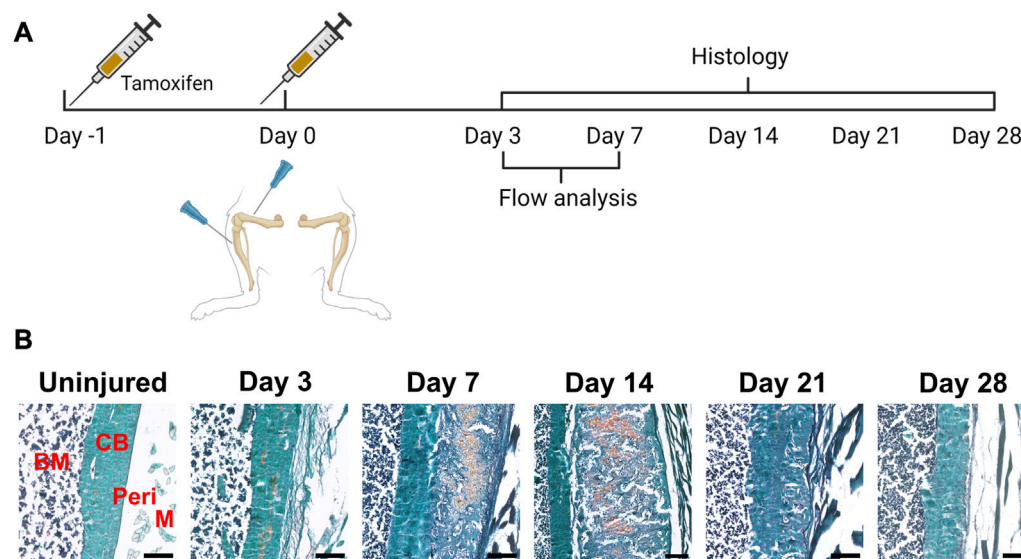 A
Tamoxifen
Histology
Day -1 Day 0 Day 3 Day 7 Day 14 Day 21 Day 28
Flow analysis
B
Uninjured Day 3 Day 7 Day 14 Day 21 Day 28
CB
BM
Peri
M